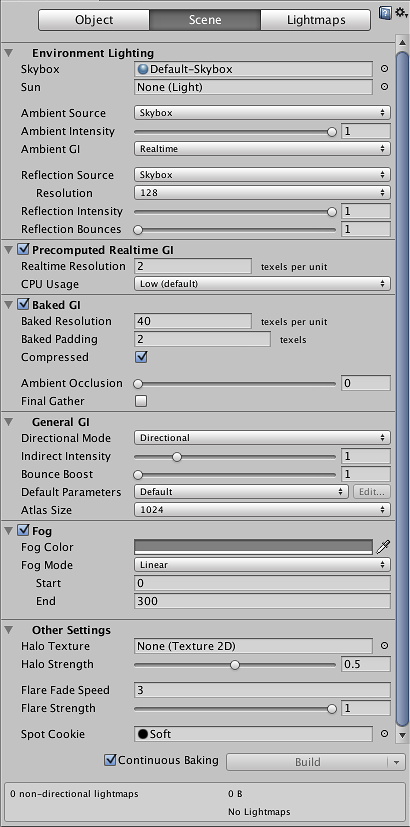 Object Scene Lightmaps
Environment Lighting
Skybox Default-Skybox
Sun None (Light)
Ambient Source Skybox
Ambient Intensity 1
Ambient GI Realtime
Reflection Source Skybox
Resolution 128
Reflection Intensity 1
Reflection Bounces 1
Precomputed Realtime GI
Realtime Resolution 2 texels per unit
CPU Usage Low (default)
Baked GI
Baked Resolution 40 texels per unit
Baked Padding 2 texels
Compressed
Ambient Occlusion 0
Final Gather
General GI
Directional Mode Directional
Indirect Intensity 1
Bounce Boost 1
Default Parameters Default Edit...
Atlas Size 1024
Fog
Fog Color
Fog Mode Linear
Start 0
End 300
Other Settings
Halo Texture None (Texture 2D)
Halo Strength 0.5
Flare Fade Speed 3
Flare Strength 1
Spot Cookie Soft
Continuous Baking Build
0 non-directional lightmaps 0 B
No Lightmaps